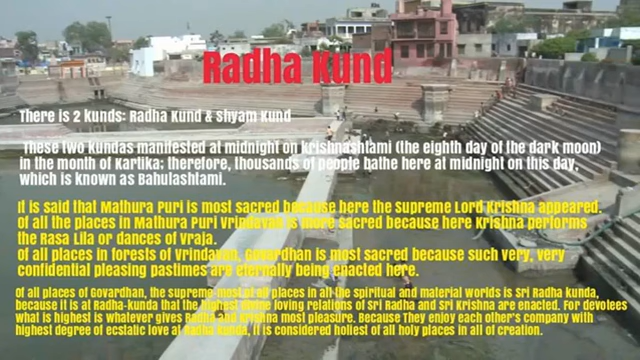 Radha Kund
There is 2 kunds: Radha Kund & Shyam Kund
These two kundas manifested at midnight on krishnashtami (the eighth day of the dark moon)
in the month of Kartika; therefore, thousands of people bathe here at midnight on this day,
which is known as Bahulashtami.
It is said that Mathura Puri is most sacred because here the Supreme Lord Krishna appeared.
Of all the places in Mathura Puri Vrindavan is more sacred because here Krishna performs
the Rasa Lila or dances of Vraja.
Of all places in forests of Vrindavan, Govardhan is most sacred because such very, very
confidential pleasing pastimes are eternally being enacted here.
Of all places of Govardhan, the supreme-most of all places in all the spiritual and material worlds is Sri Radha kunda,
because it is at Radha-kunda that the highest divine loving relations of Sri Radha and Sri Krishna are enacted. For devotees
what is highest is whatever gives Radha and Krishna most pleasure. Because They enjoy each other's company with
highest degree of ecstatic love at Radha Kunda, it is considered holiest of all holy places in all of creation.